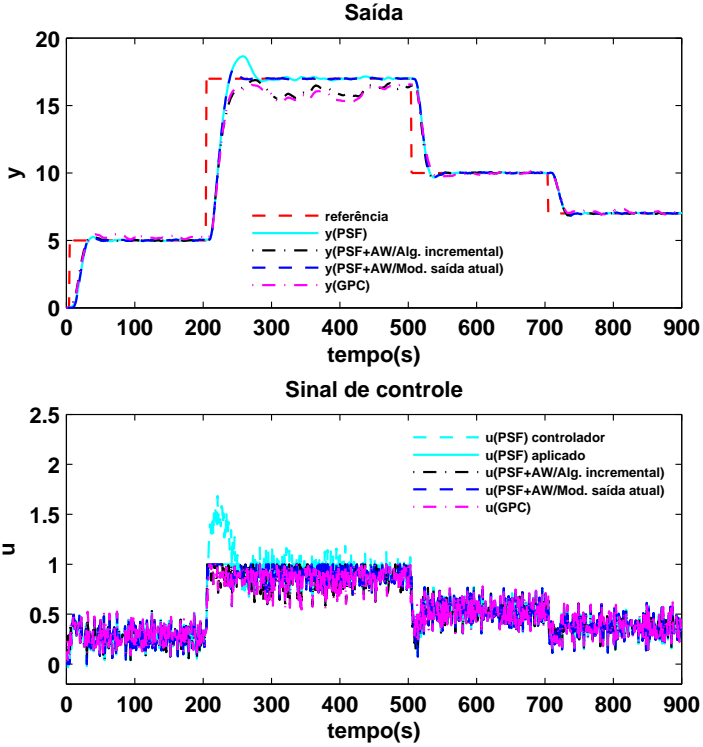 Saída
20
15
10
5
0
y
referência
y(PSF)
y(PSF+AW/Alg. incremental)
y(PSF+AW/Mod. saída atual)
y(GPC)
0 100 200 300 400 500 600 700 800 900
tempo(s)
Sinal de controle
2.5
2
1.5
1
0.5
0
u
u(PSF) controlador
u(PSF) aplicado
u(PSF+AW/Alg. incremental)
u(PSF+AW/Mod. saída atual)
u(GPC)
0 100 200 300 400 500 600 700 800 900
tempo(s)